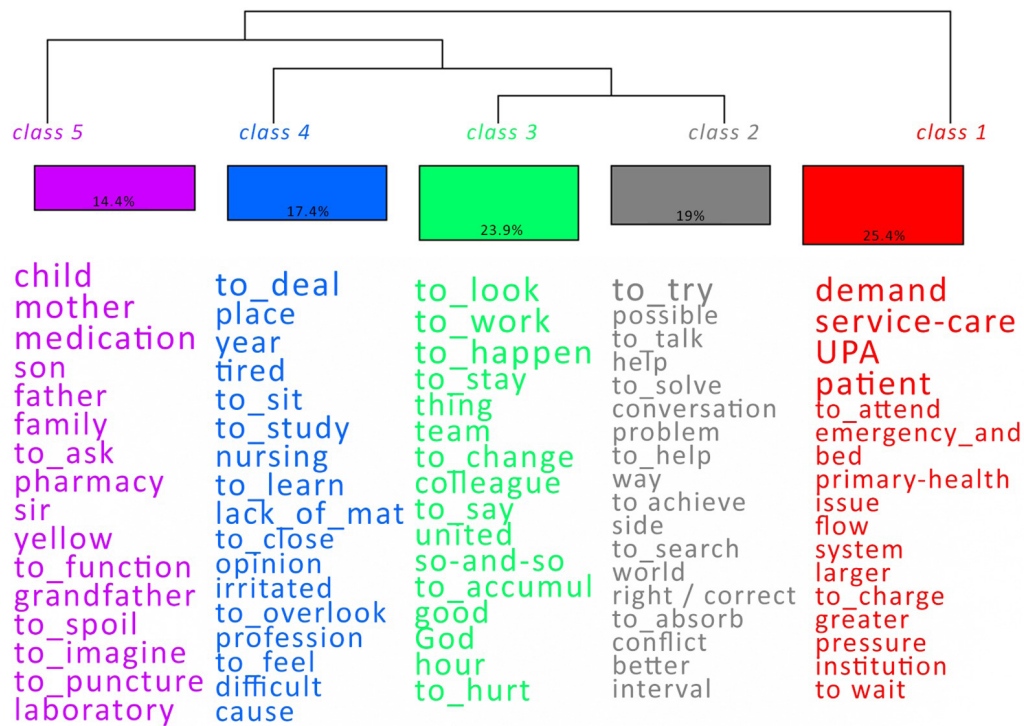 class 5
class 4
class 3
class 2
class 1
14.4%
17.4%
23.9%
19%
25.4%
child
mother
medication
son
father
family
to_ask
pharmacy
sir
yellow
to_function
grandfather
to_spoil
to_imagine
to_puncture
laboratory
to_deal
place
year
tired
to_sit
to_study
nursing
to_learn
lack_of_mat
to_close
opinion
irritated
to_overlook
profession
to_feel
difficult
cause
to_look
to_work
to_happen
to_stay
thing
team
to_change
colleague
to_say
united
so-and-so
to_accumul
good
God
hour
to_hurt
to_try
possible
to_talk
help
to_solve
conversation
problem
to_help
way
to achieve
side
to_search
world
right / correct
to_absorb
conflict
better
interval
demand
service-care
UPA
patient
to_attend
emergency_and
bed
primary-health
issue
flow
system
larger
to_charge
greater
pressure
institution
to wait